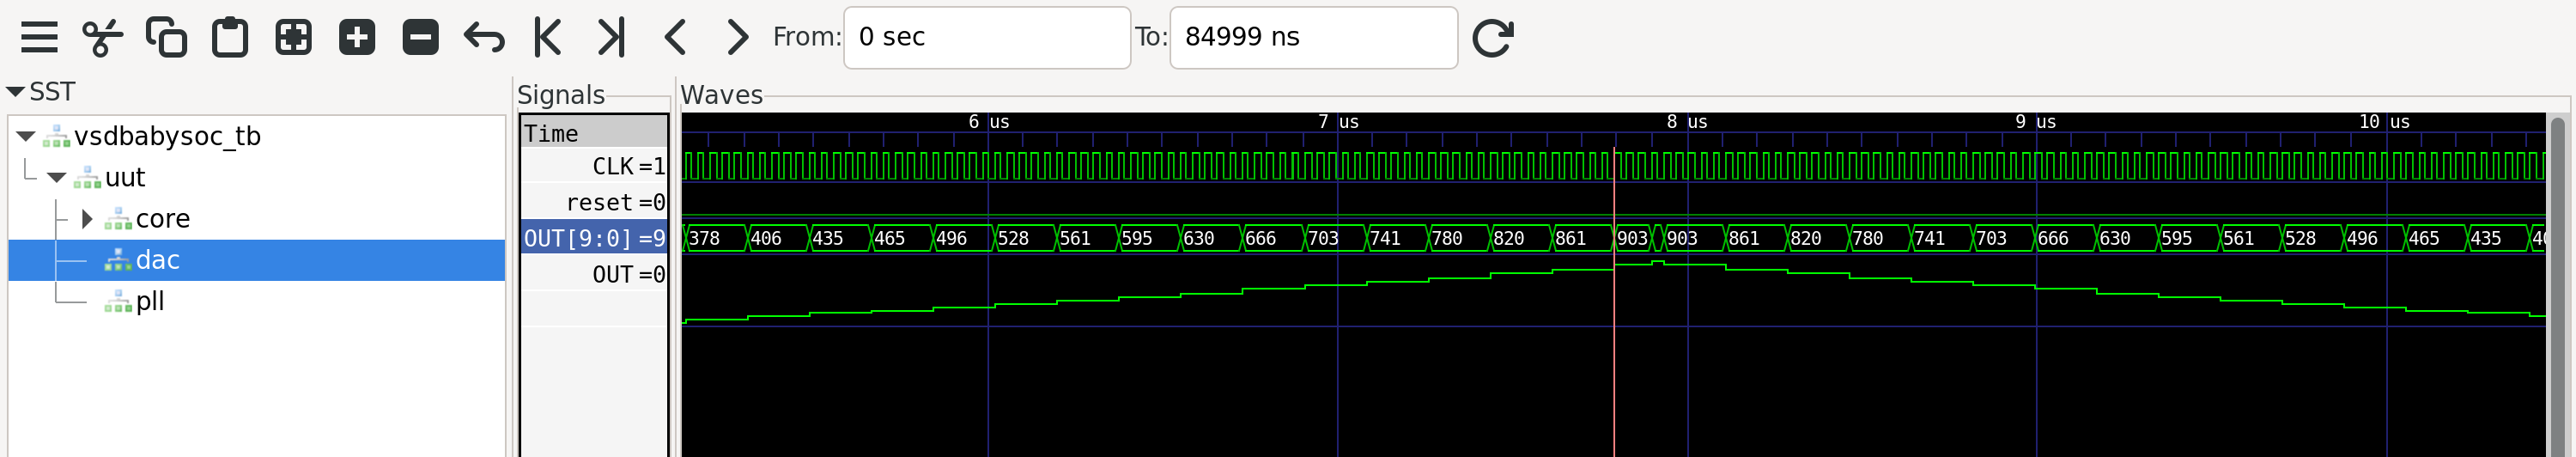 From: 0 sec To: 84999 ns
SST
Signals
Waves
vsdbabysoc_tb
uut
core
dac
pll
Time
CLK=1
reset=0
OUT[9:0]=9
OUT=0
6 us 7 us 8 us 9 us 10 us
378 406 435 465 496 528 561 595 630 666 703 741 780 820 861 903 903 861 820 780 741 703 666 630 595 561 528 496 465 435 40